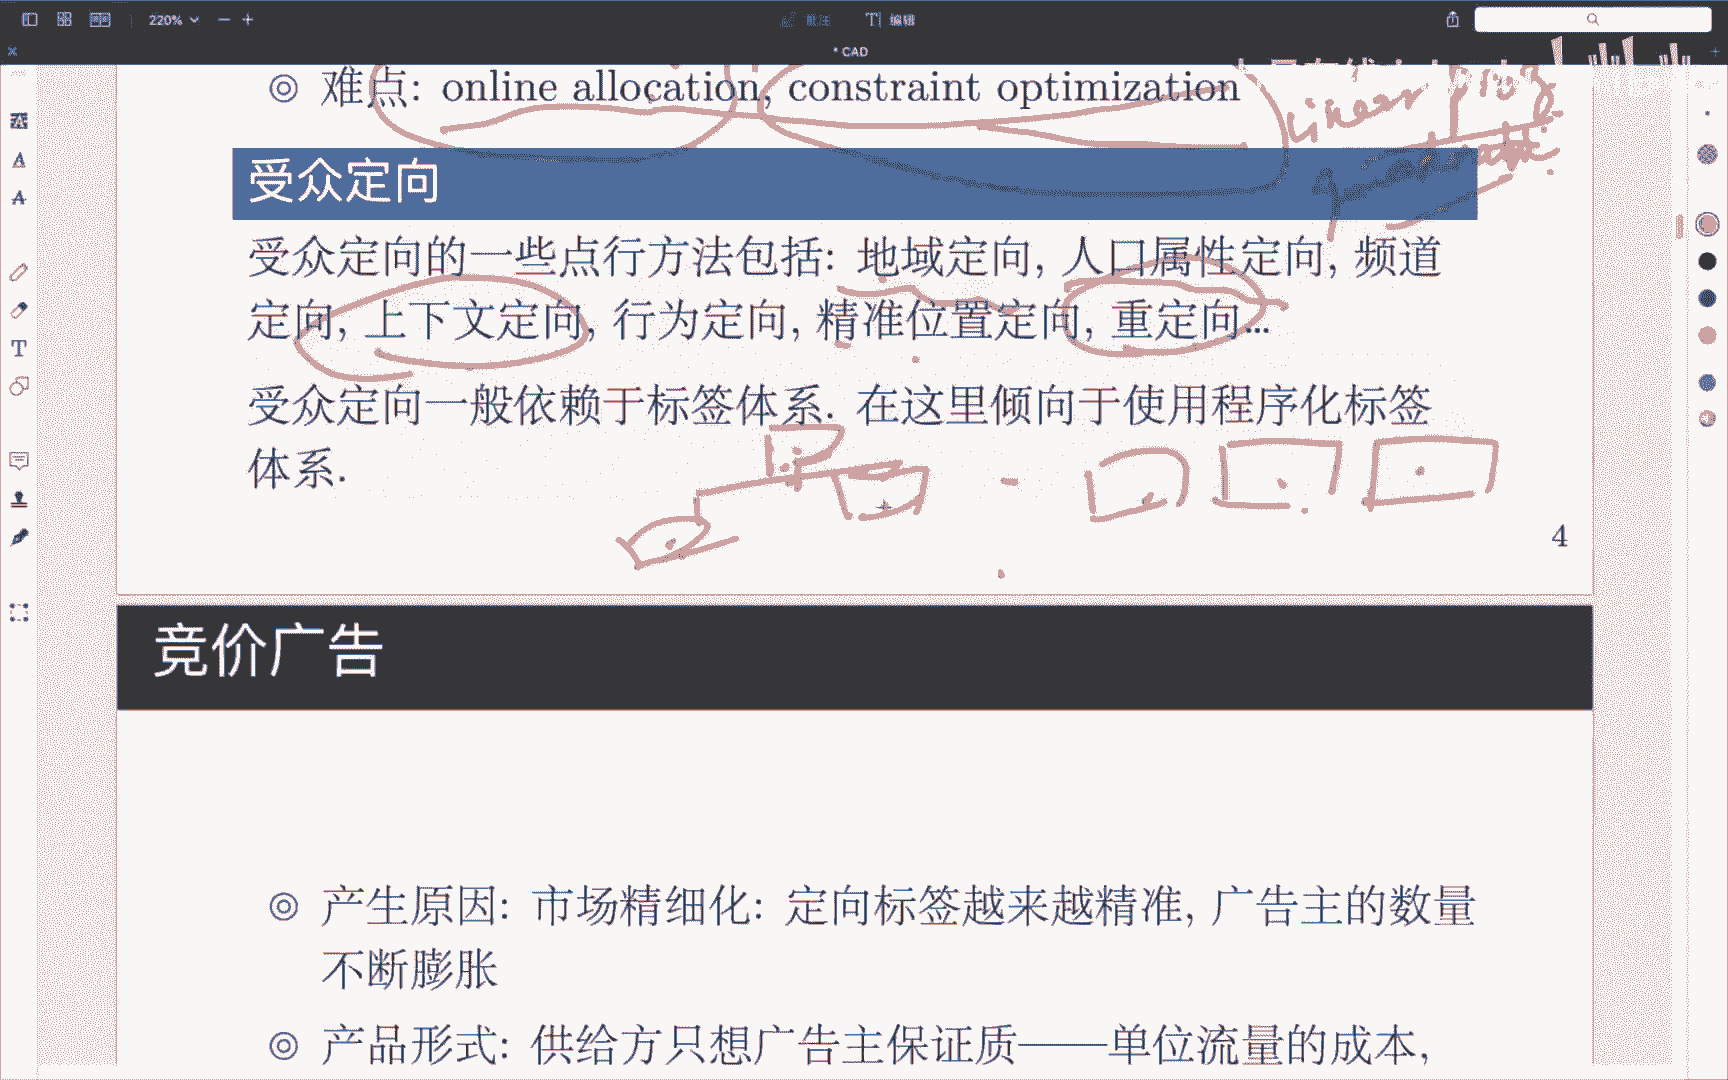 220%
批注
编辑
* CAD
难点: online allocation, constraint optimization
Linear prog
受众定向
受众定向的一些点行方法包括: 地域定向, 人口属性定向, 频道
定向, 上下文定向, 行为定向, 精准位置定向, 重定向...
受众定向一般依赖于标签体系. 在这里倾向于使用程序化标签
体系.
4
竞价广告
产生原因: 市场精细化: 定向标签越来越精准, 广告主的数量
不断膨胀
产品形式: 供给方只想广告主保证质——单位流量的成本,